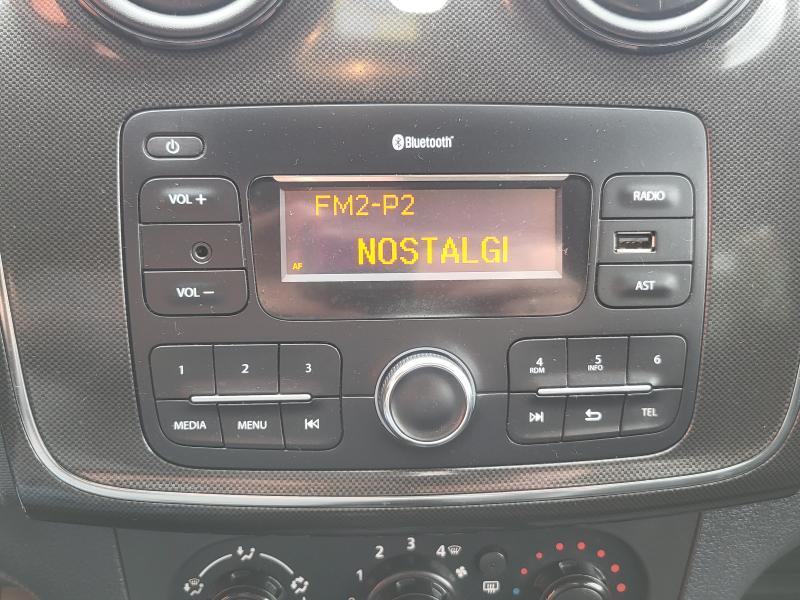 Bluetooth
VOL +
FM2-P2
RADIO
AF NOSTALGI
VOL −
AST
1 2 3
4 RDM 5 INFO 6
MEDIA MENU
TEL
1 2 3 4